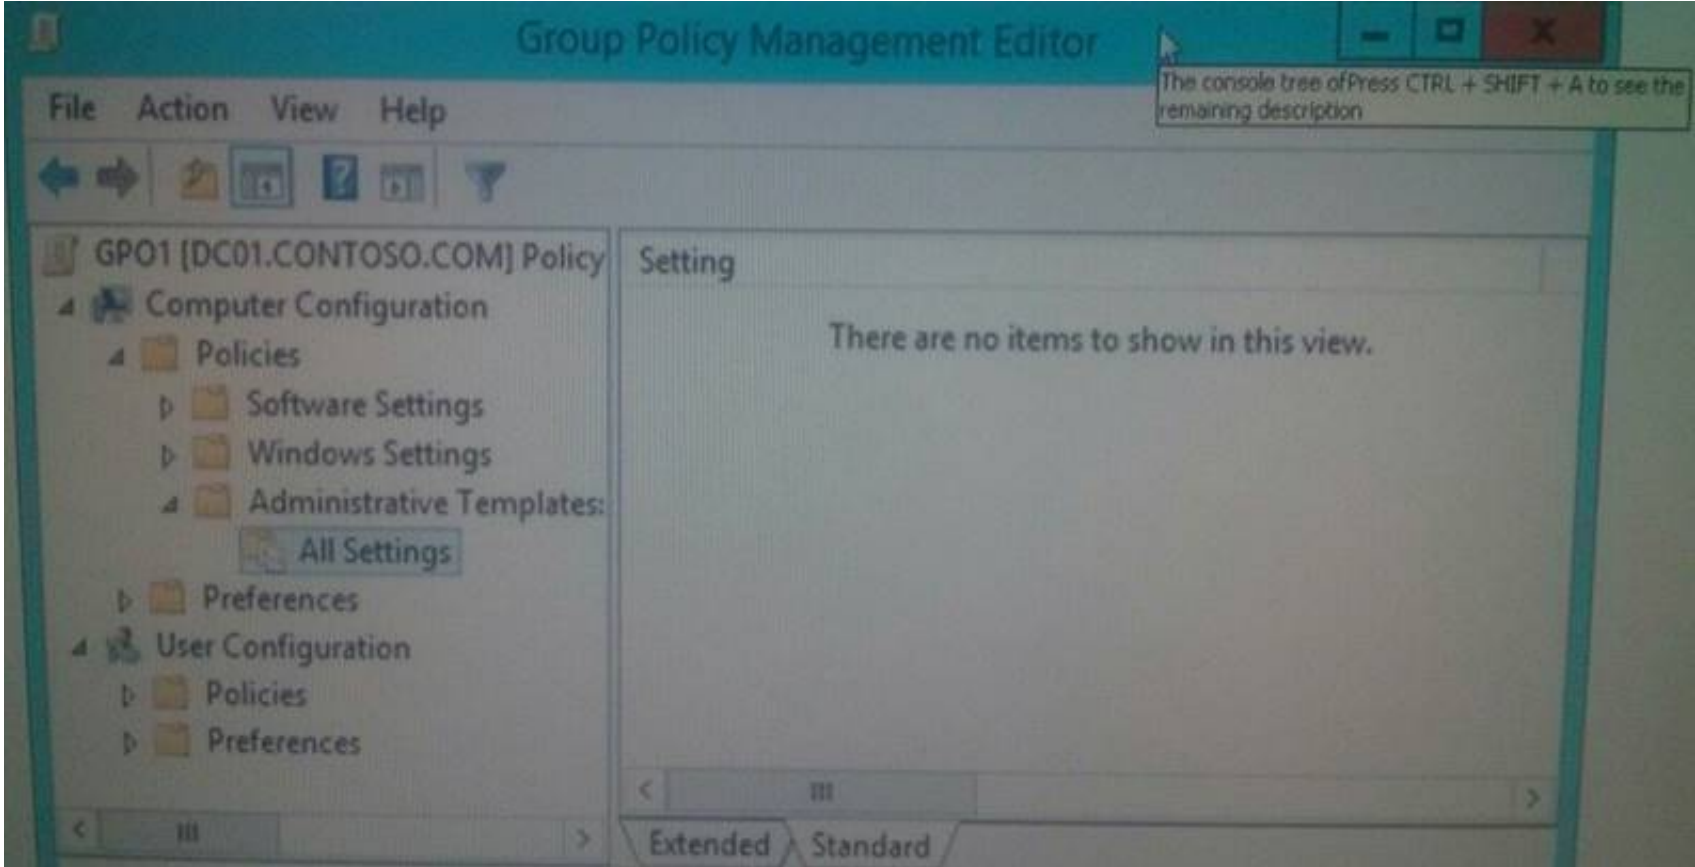 Group Policy Management Editor
The console tree ofPress CTRL + SHIFT + A to see the
remaining description
File Action View Help
GPO1 [DC01.CONTOSO.COM] Policy
Computer Configuration
Policies
Software Settings
Windows Settings
Administrative Templates:
All Settings
Preferences
User Configuration
Policies
Preferences
Setting
There are no items to show in this view.
Extended Standard